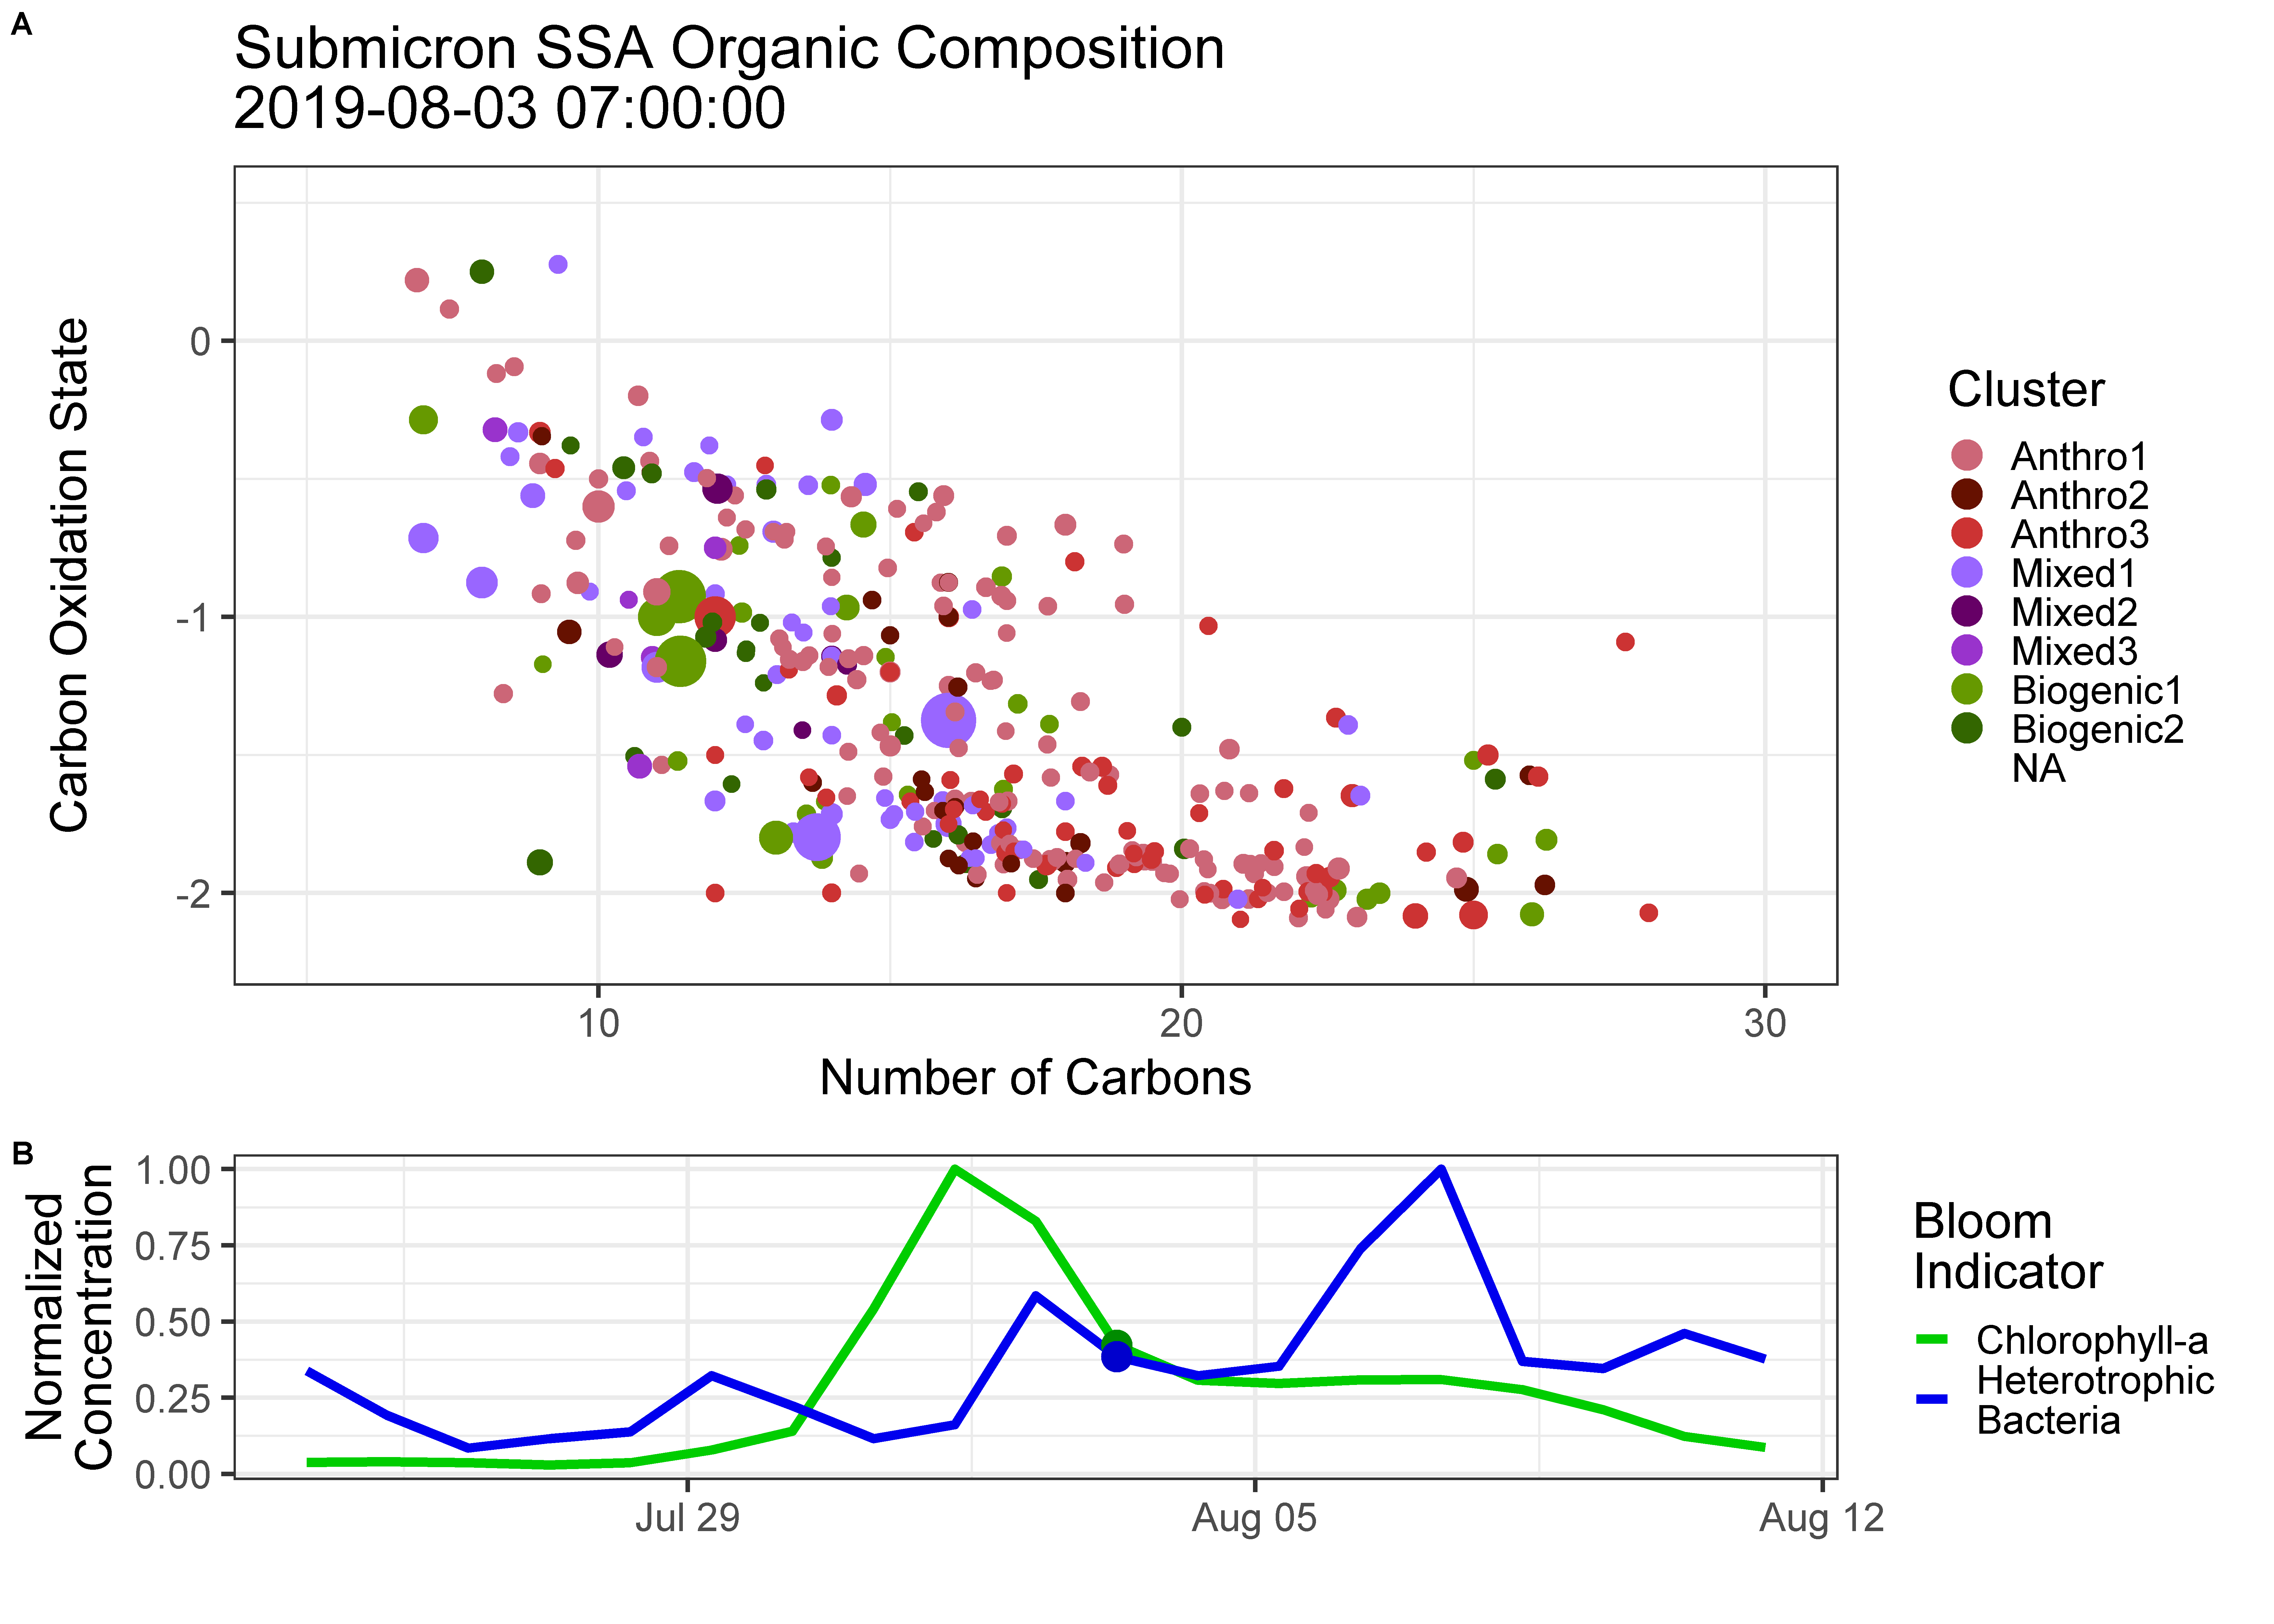 A
Submicron SSA Organic Composition
2019-08-03 07:00:00
Carbon Oxidation State
0
-1
-2
10
20
30
Number of Carbons
Cluster
Anthro1
Anthro2
Anthro3
Mixed1
Mixed2
Mixed3
Biogenic1
Biogenic2
NA
B
Normalized
Concentration
1.00
0.75
0.50
0.25
0.00
Jul 29
Aug 05
Aug 12
Bloom
Indicator
Chlorophyll-a
Heterotrophic
Bacteria